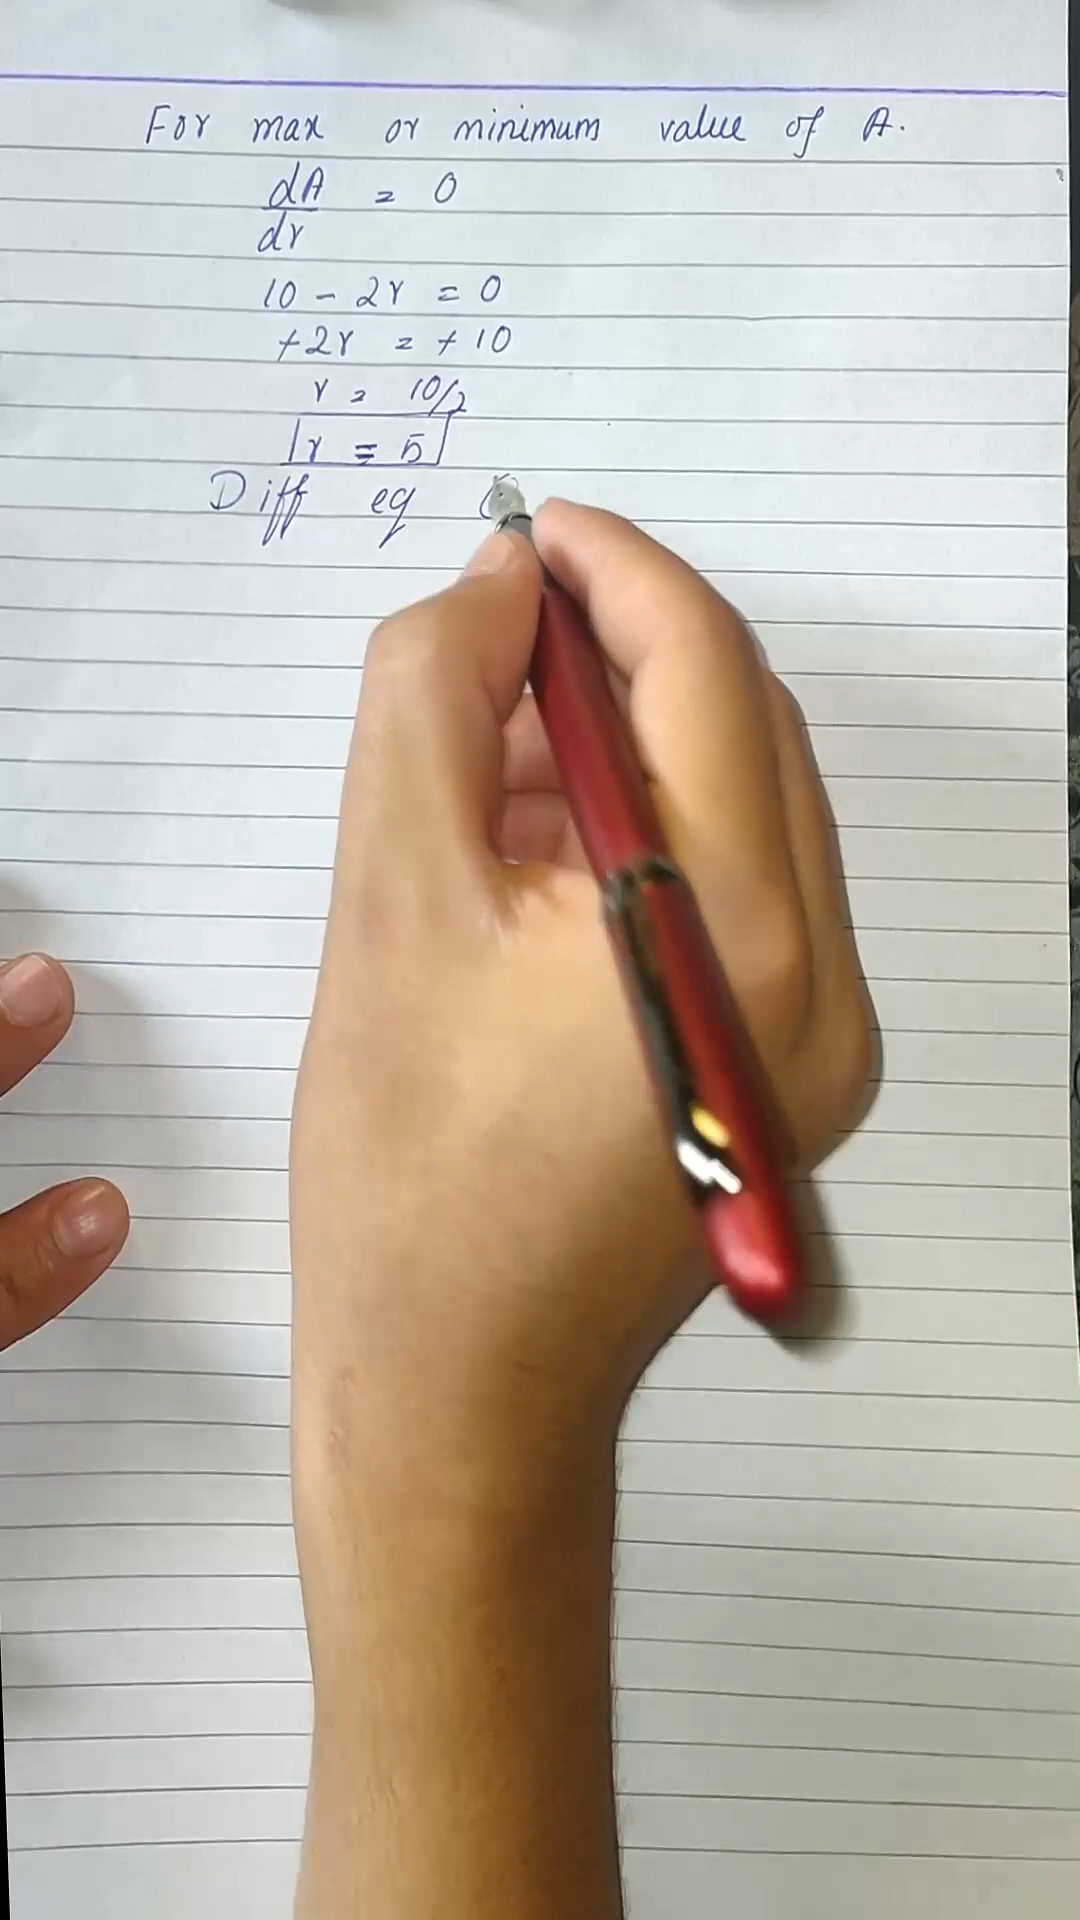 For max or minimum value of A.
dA/dr = 0
10 - 2r = 0
+2r = +10
r = 10/2
r = 5
Diff eq